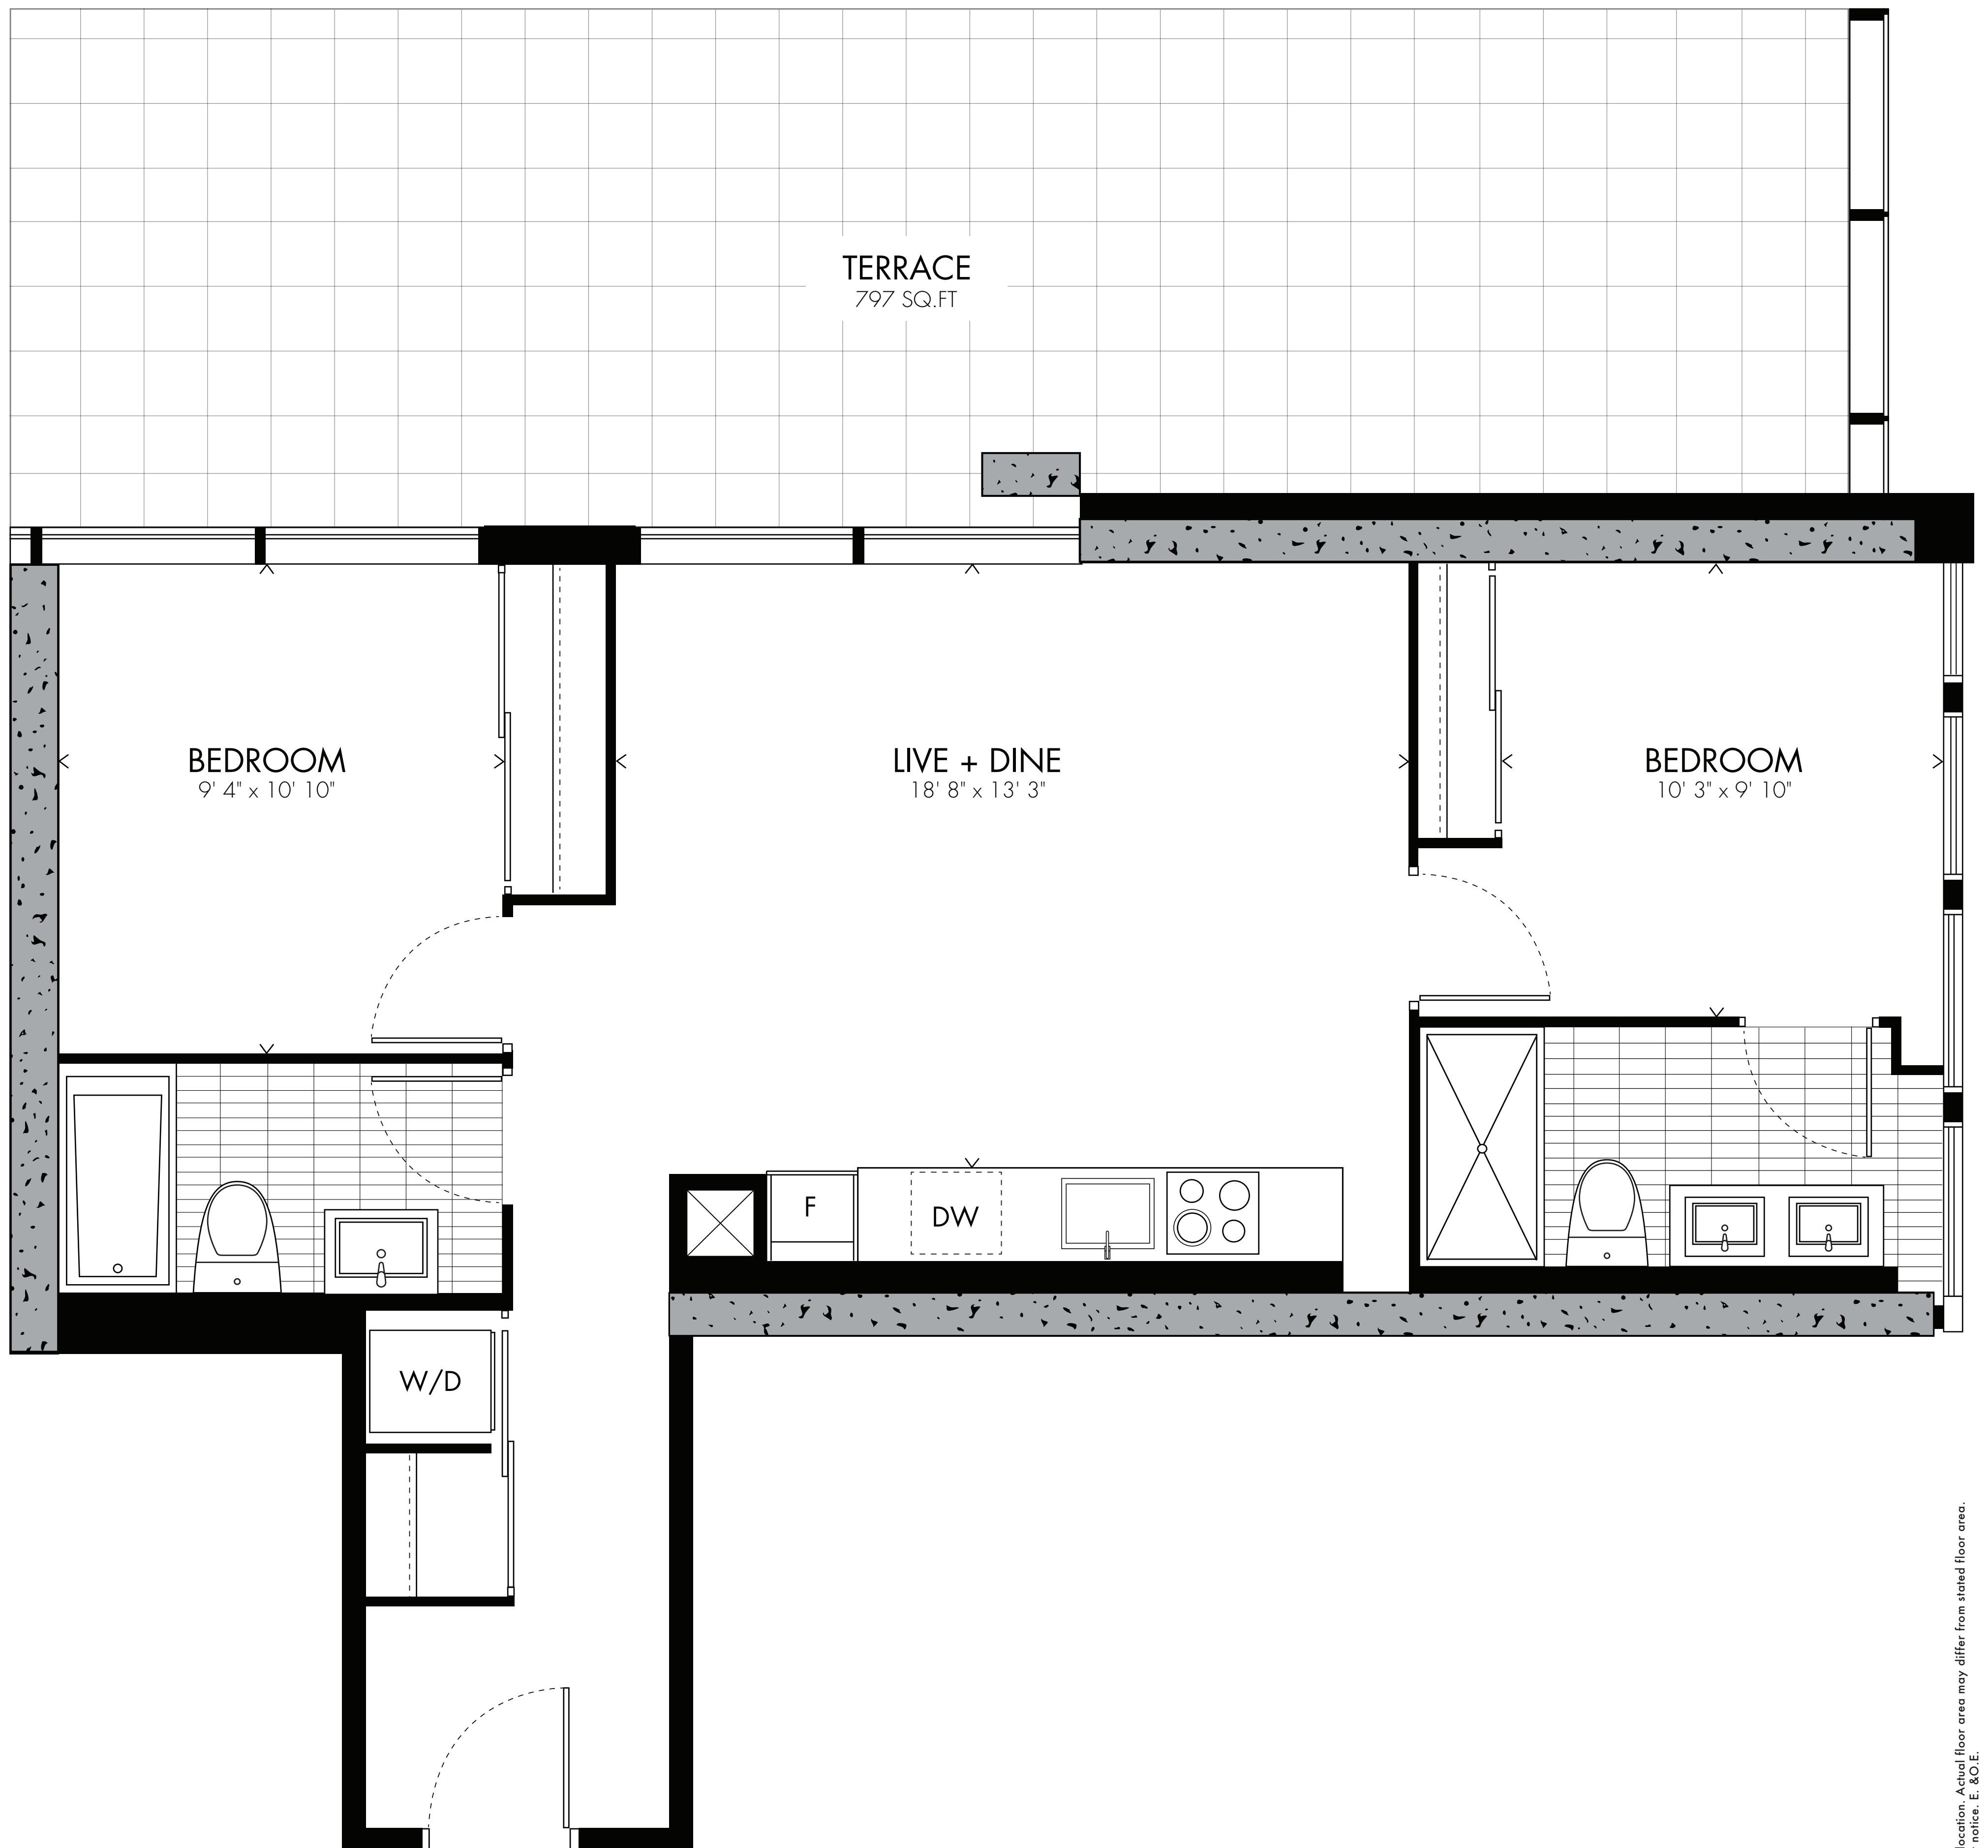 TERRACE
797 SQ.FT
BEDROOM
9' 4" x 10' 10"
LIVE + DINE
18' 8" x 13' 3"
BEDROOM
10' 3" x 9' 10"
F
DW
W/D
location. Actual floor area may differ from stated floor area.
notice. E. &O.E.